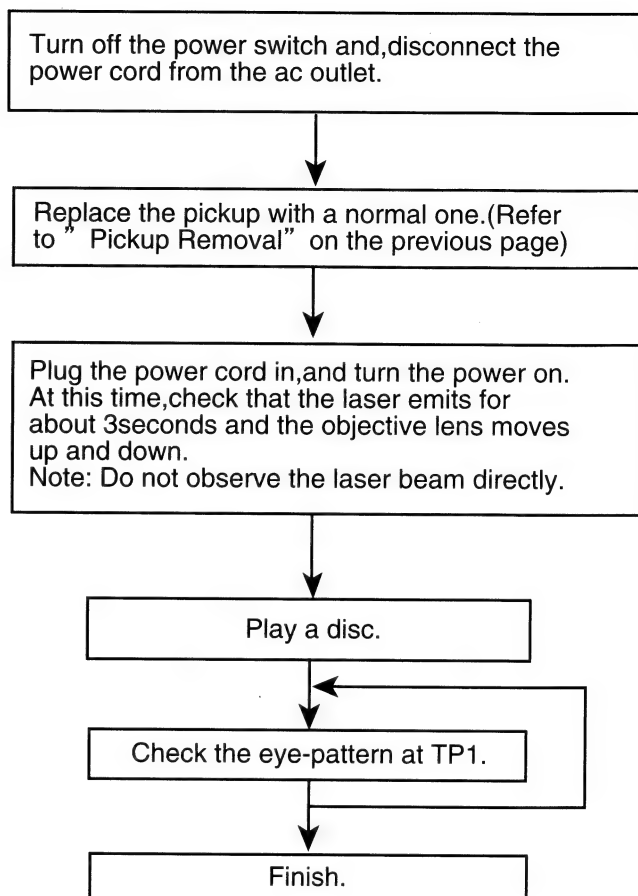 Turn off the power switch and,disconnect the
power cord from the ac outlet.
Replace the pickup with a normal one.(Refer
to ” Pickup Removal” on the previous page)
Plug the power cord in,and turn the power on.
At this time,check that the laser emits for
about 3seconds and the objective lens moves
up and down.
Note: Do not observe the laser beam directly.
Play a disc.
Check the eye-pattern at TP1.
Finish.